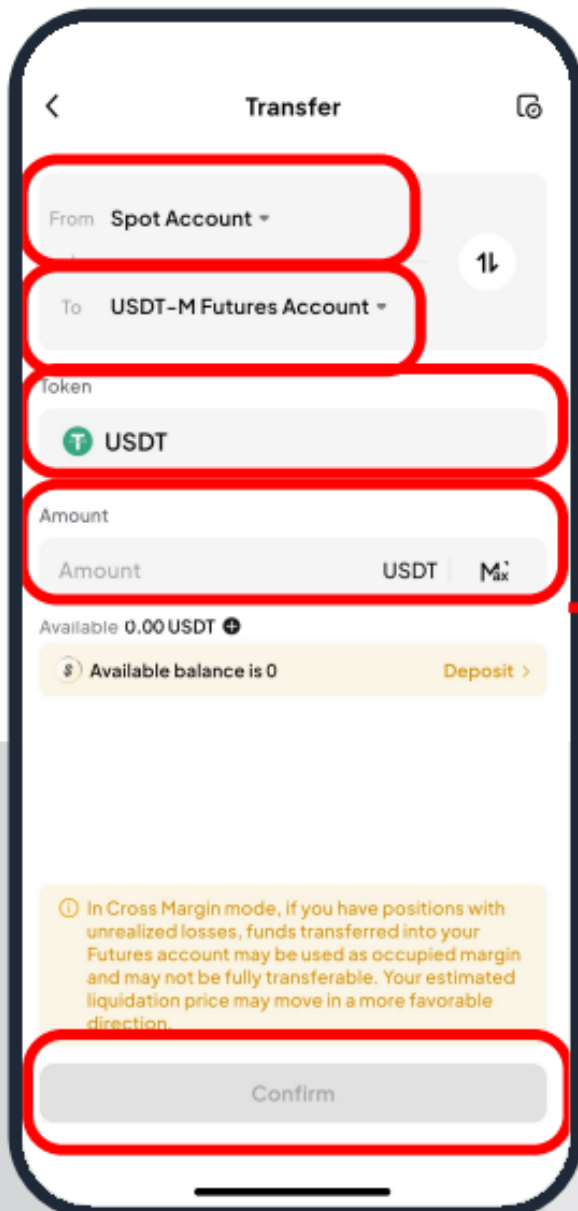 Transfer
From Spot Account
To USDT-M Futures Account
Token
USDT
Amount
Amount USDT Max
Available 0.00 USDT
Available balance is 0 Deposit >
In Cross Margin mode, if you have positions with
unrealized losses, funds transferred into your
Futures account may be used as occupied margin
and may not be fully transferable. Your estimated
liquidation price may move in a more favorable
direction.
Confirm